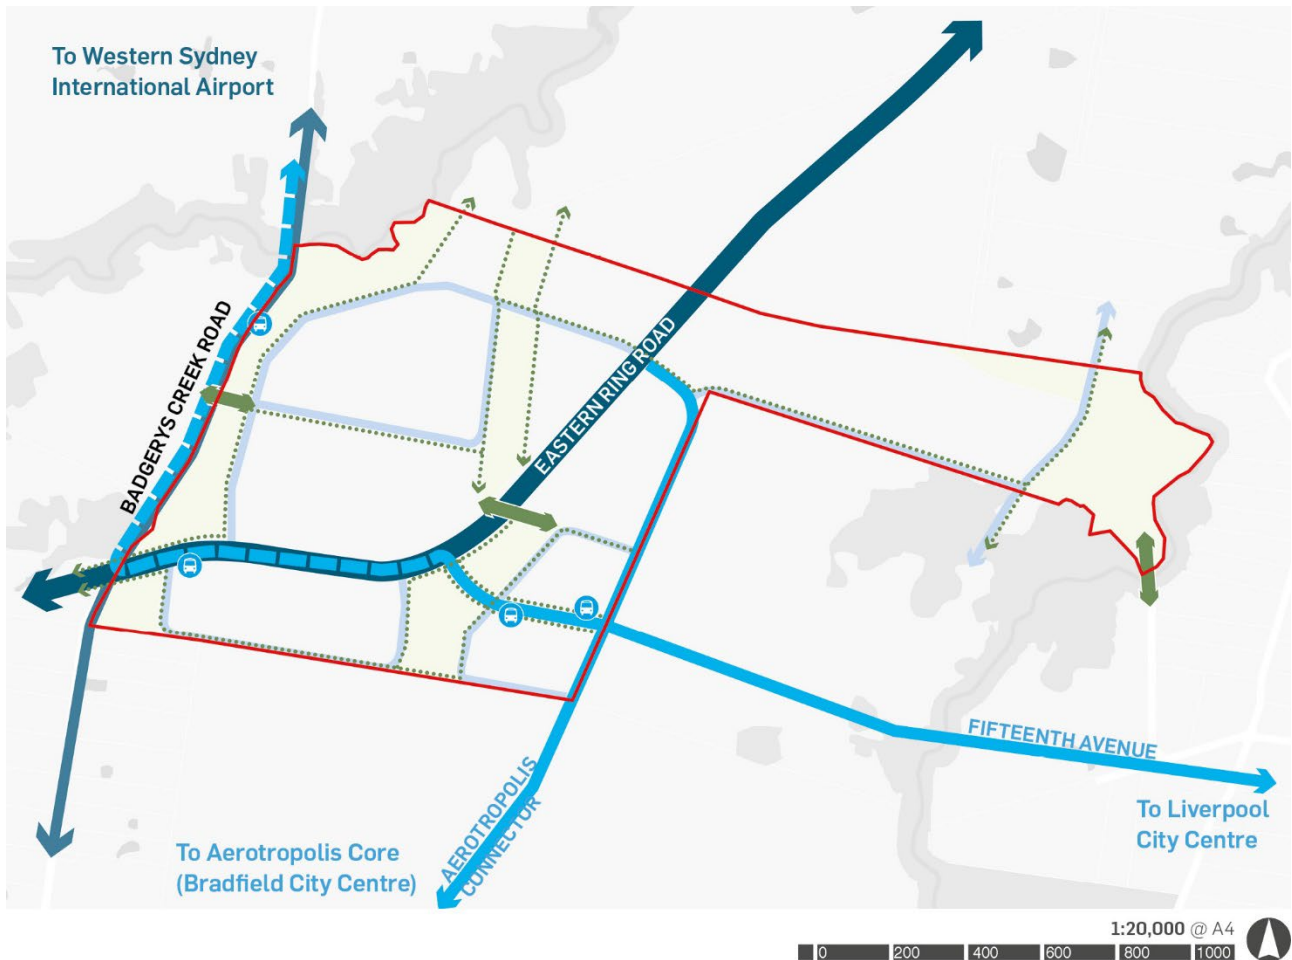 To Western Sydney
International Airport
BADGERYS CREEK ROAD
EASTERN RING ROAD
FIFTEENTH AVENUE
To Liverpool
City Centre
AEROTROPOLIS
CONNECTOR
To Aerotropolis Core
(Bradfield City Centre)
1:20,000 @ A4
0 200 400 600 800 1000